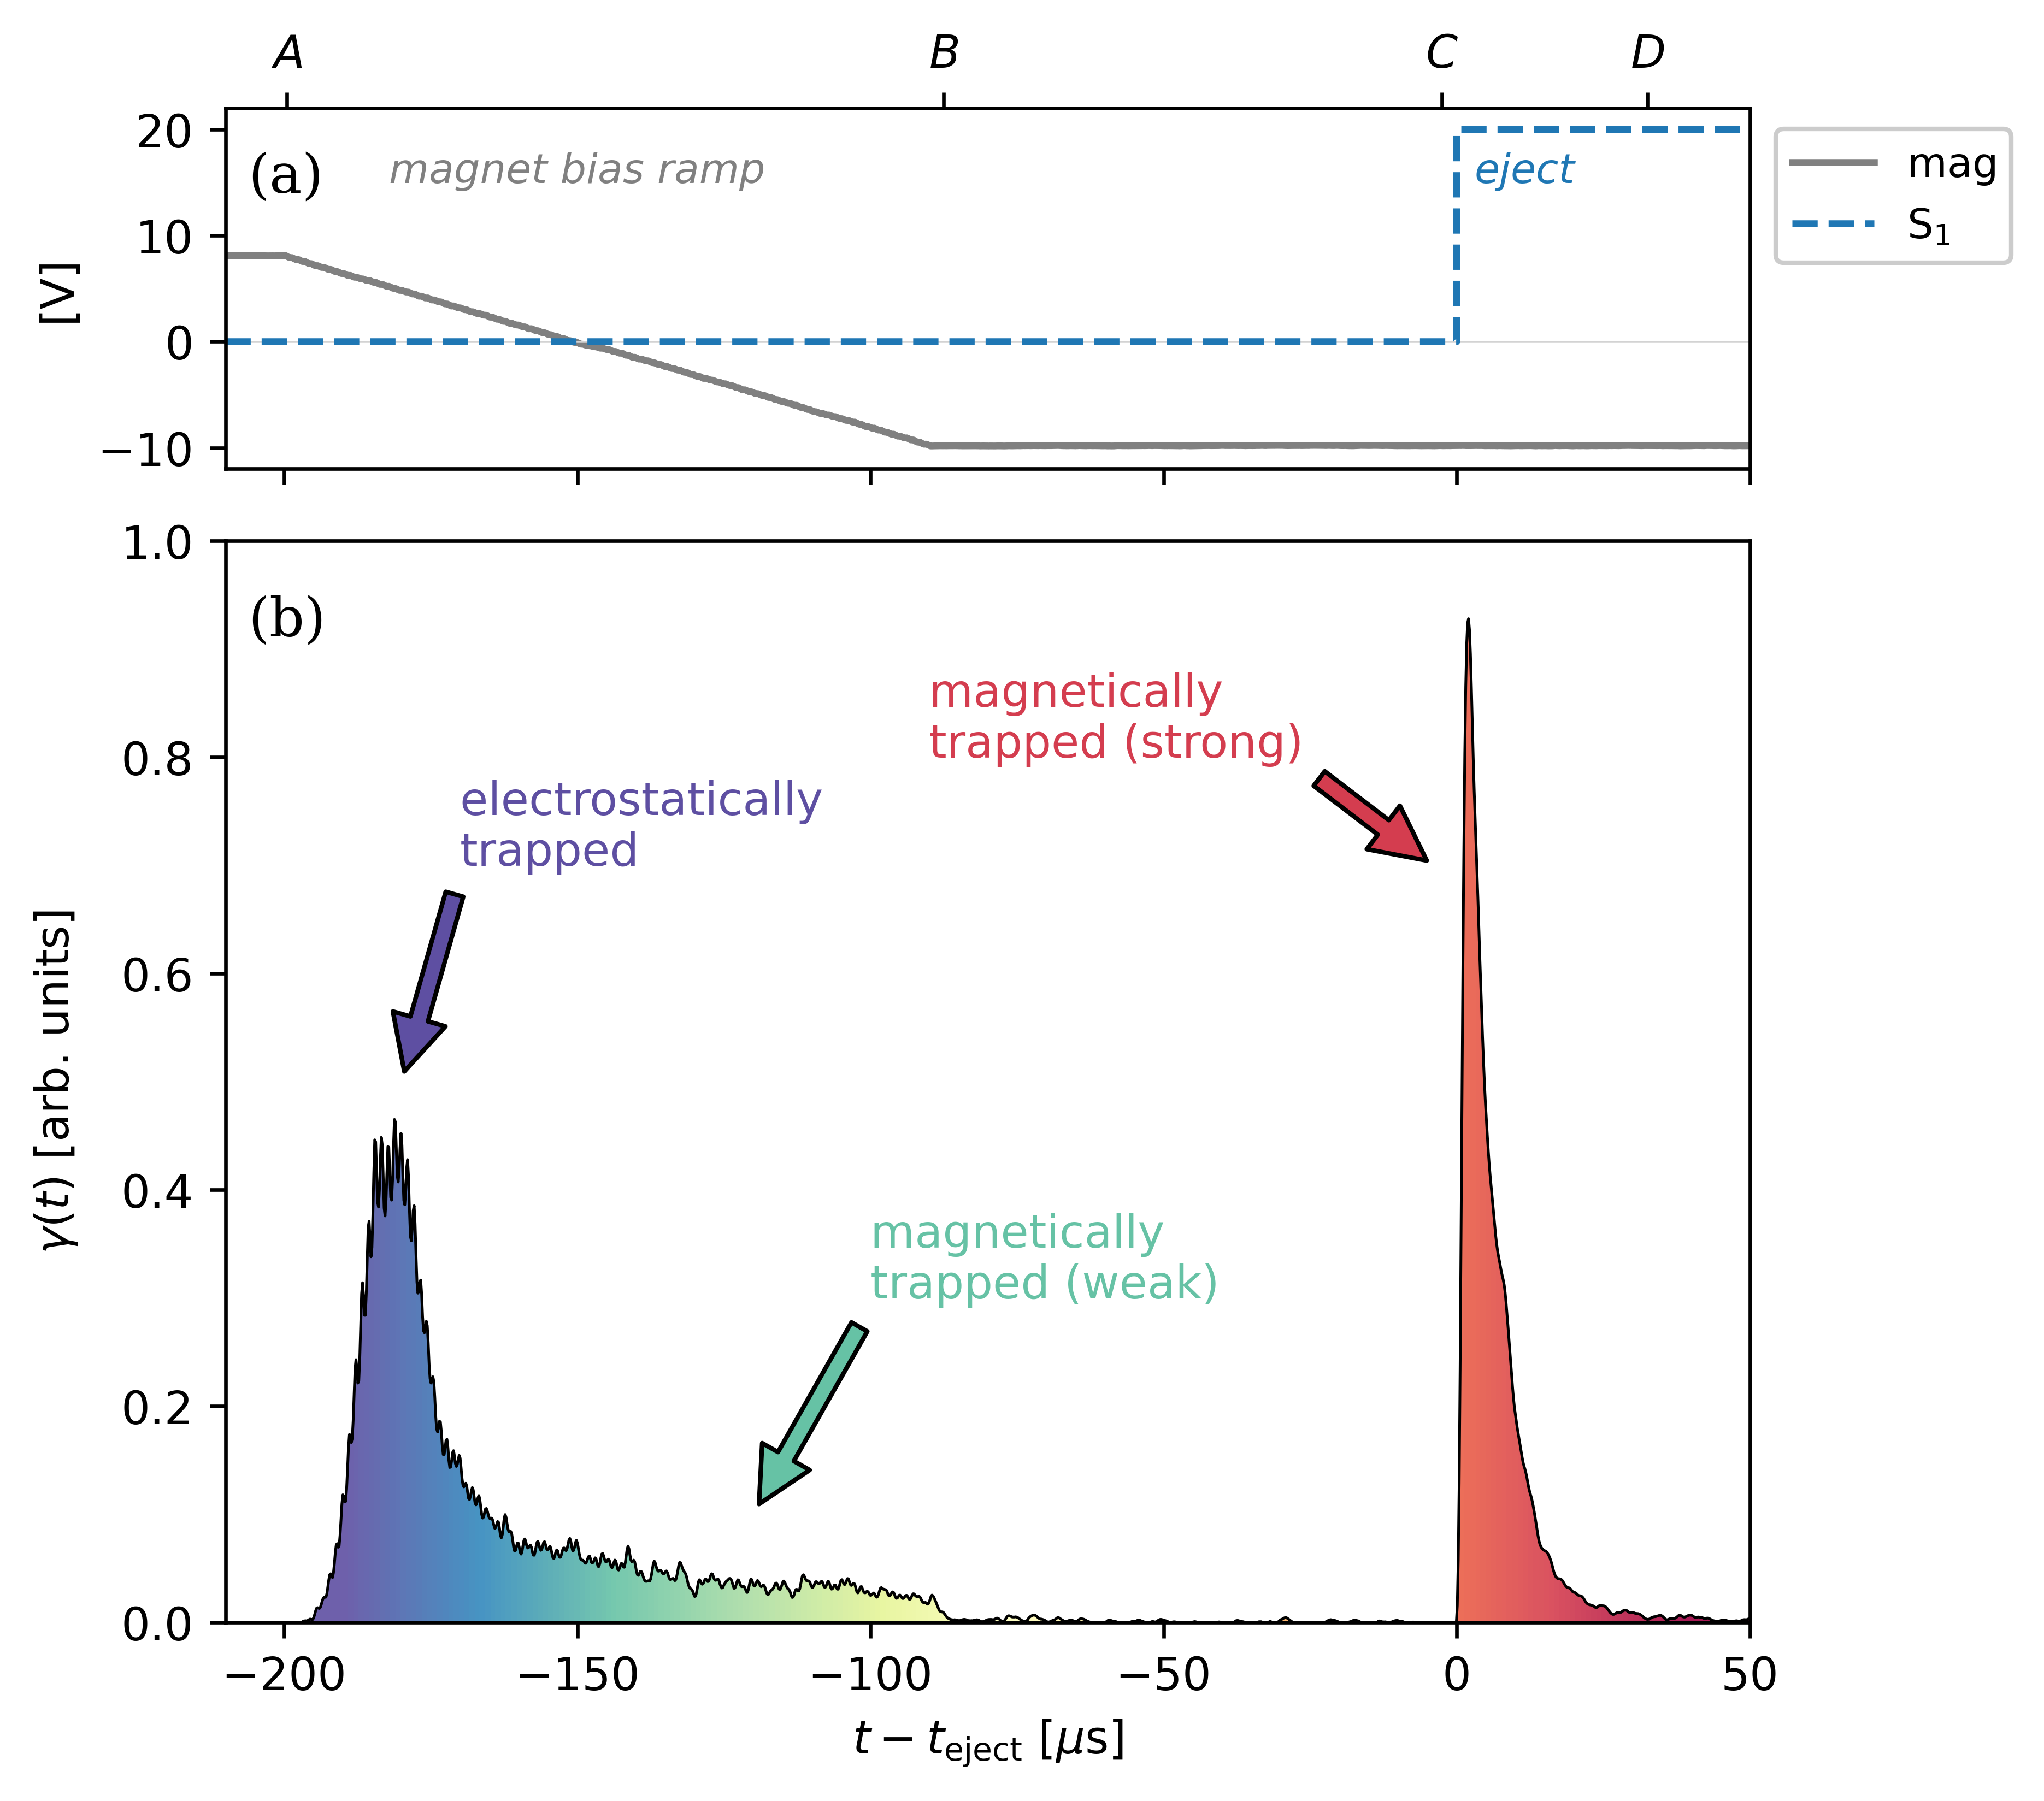 A B C D
20
10
0
−10
[V]
(a)
magnet bias ramp
eject
mag
S₁
1.0
0.8
0.6
0.4
0.2
0.0
γ(t) [arb. units]
(b)
magnetically
trapped (strong)
electrostatically
trapped
magnetically
trapped (weak)
−200 −150 −100 −50 0 50
t − t_eject [μs]